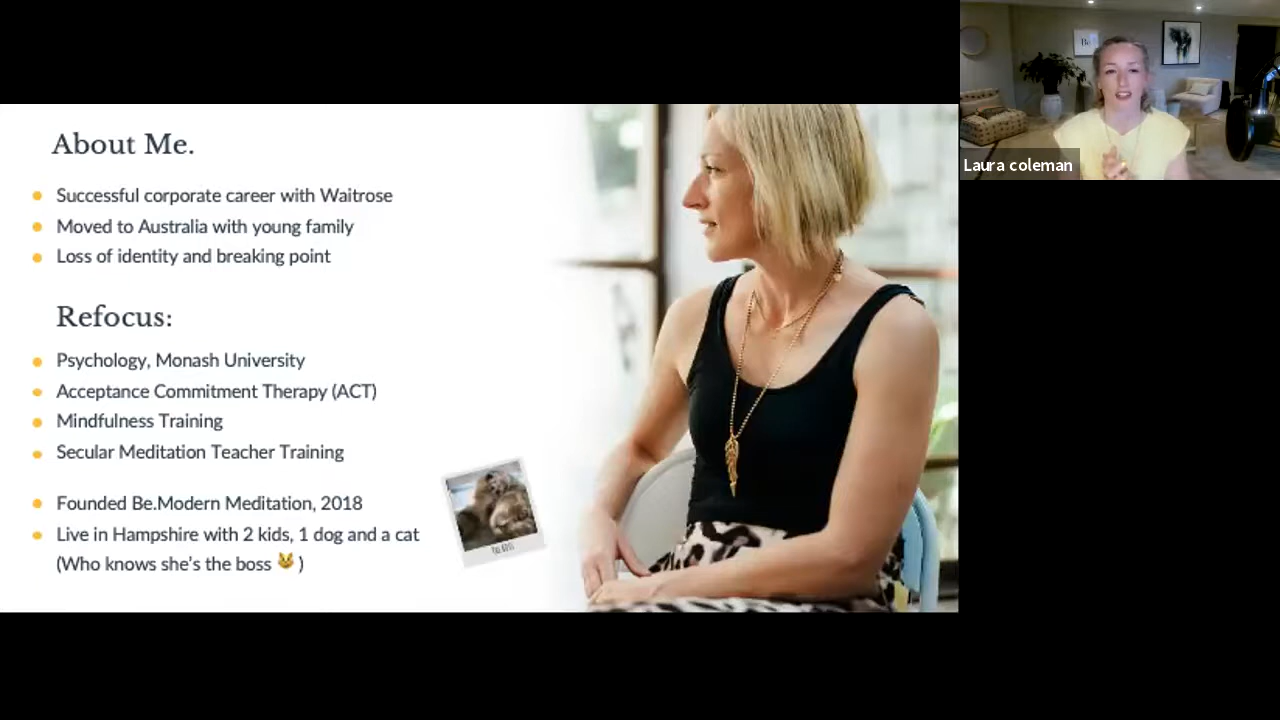 About Me.
Successful corporate career with Waitrose
Moved to Australia with young family
Loss of identity and breaking point
Refocus:
Psychology, Monash University
Acceptance Commitment Therapy (ACT)
Mindfulness Training
Secular Meditation Teacher Training
Founded Be.Modern Meditation, 2018
Live in Hampshire with 2 kids, 1 dog and a cat
(Who knows she's the boss 😼 )
Be
Laura coleman